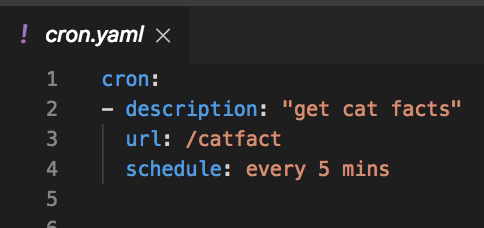 ! cron.yaml ×
1 cron:
2 - description: "get cat facts"
3 url: /catfact
4 schedule: every 5 mins
5
6